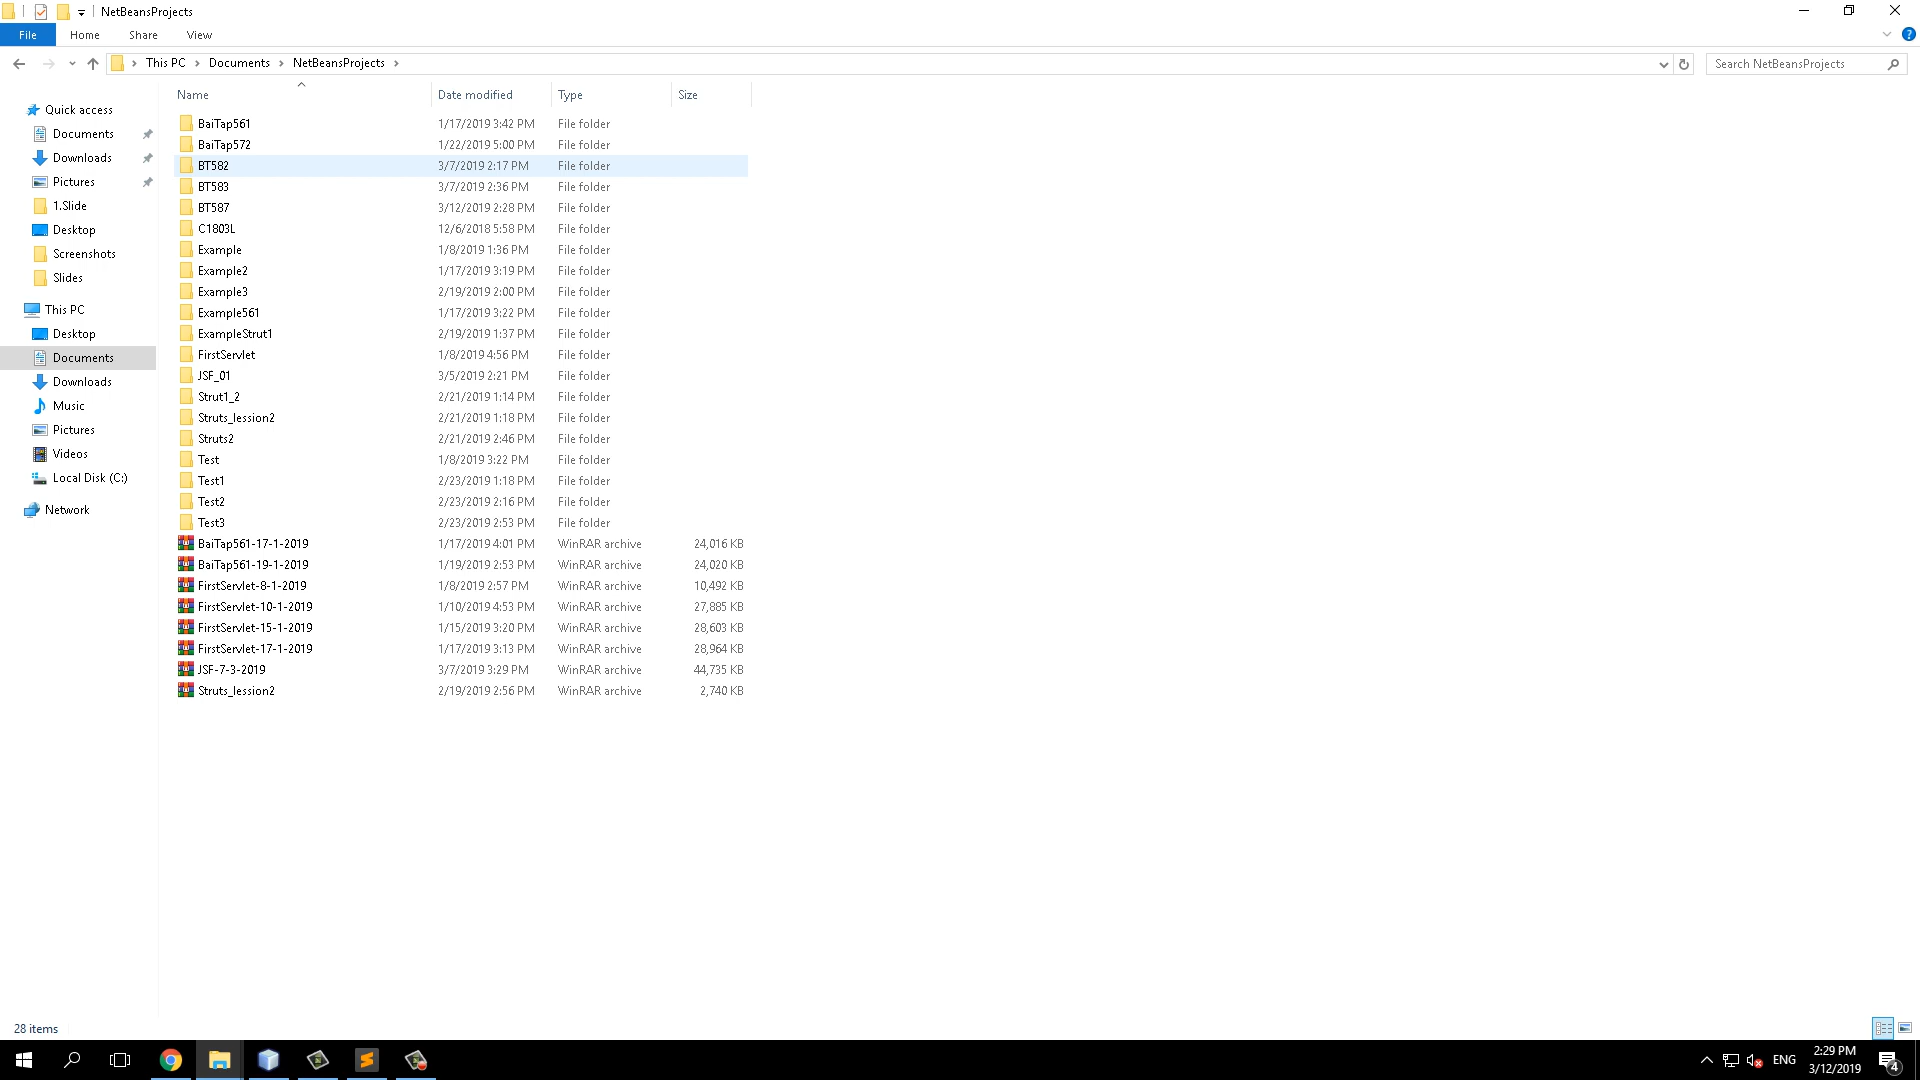 NetBeansProjects
File Home Share View
This PC Documents NetBeansProjects Search NetBeansProjects
Name Date modified Type Size
Quick access
Documents
Downloads
Pictures
1.Slide
Desktop
Screenshots
Slides
This PC
Desktop
Documents
Downloads
Music
Pictures
Videos
Local Disk (C:)
Network
BaiTap561 1/17/2019 3:42 PM File folder
BaiTap572 1/22/2019 5:00 PM File folder
BT582 3/7/2019 2:17 PM File folder
BT583 3/7/2019 2:36 PM File folder
BT587 3/12/2019 2:28 PM File folder
C1803L 12/6/2018 5:58 PM File folder
Example 1/8/2019 1:36 PM File folder
Example2 1/17/2019 3:19 PM File folder
Example3 2/19/2019 2:00 PM File folder
Example561 1/17/2019 3:22 PM File folder
ExampleStrut1 2/19/2019 1:37 PM File folder
FirstServlet 1/8/2019 4:56 PM File folder
JSF_01 3/5/2019 2:21 PM File folder
Strut1_2 2/21/2019 1:14 PM File folder
Struts_lession2 2/21/2019 1:18 PM File folder
Struts2 2/21/2019 2:46 PM File folder
Test 1/8/2019 3:22 PM File folder
Test1 2/23/2019 1:18 PM File folder
Test2 2/23/2019 2:16 PM File folder
Test3 2/23/2019 2:53 PM File folder
BaiTap561-17-1-2019 1/17/2019 4:01 PM WinRAR archive 24,016 KB
BaiTap561-19-1-2019 1/19/2019 2:53 PM WinRAR archive 24,020 KB
FirstServlet-8-1-2019 1/8/2019 2:57 PM WinRAR archive 10,492 KB
FirstServlet-10-1-2019 1/10/2019 4:53 PM WinRAR archive 27,885 KB
FirstServlet-15-1-2019 1/15/2019 3:20 PM WinRAR archive 28,603 KB
FirstServlet-17-1-2019 1/17/2019 3:13 PM WinRAR archive 28,964 KB
JSF-7-3-2019 3/7/2019 3:29 PM WinRAR archive 44,735 KB
Struts_lession2 2/19/2019 2:56 PM WinRAR archive 2,740 KB
28 items
ENG 2:29 PM
3/12/2019 4